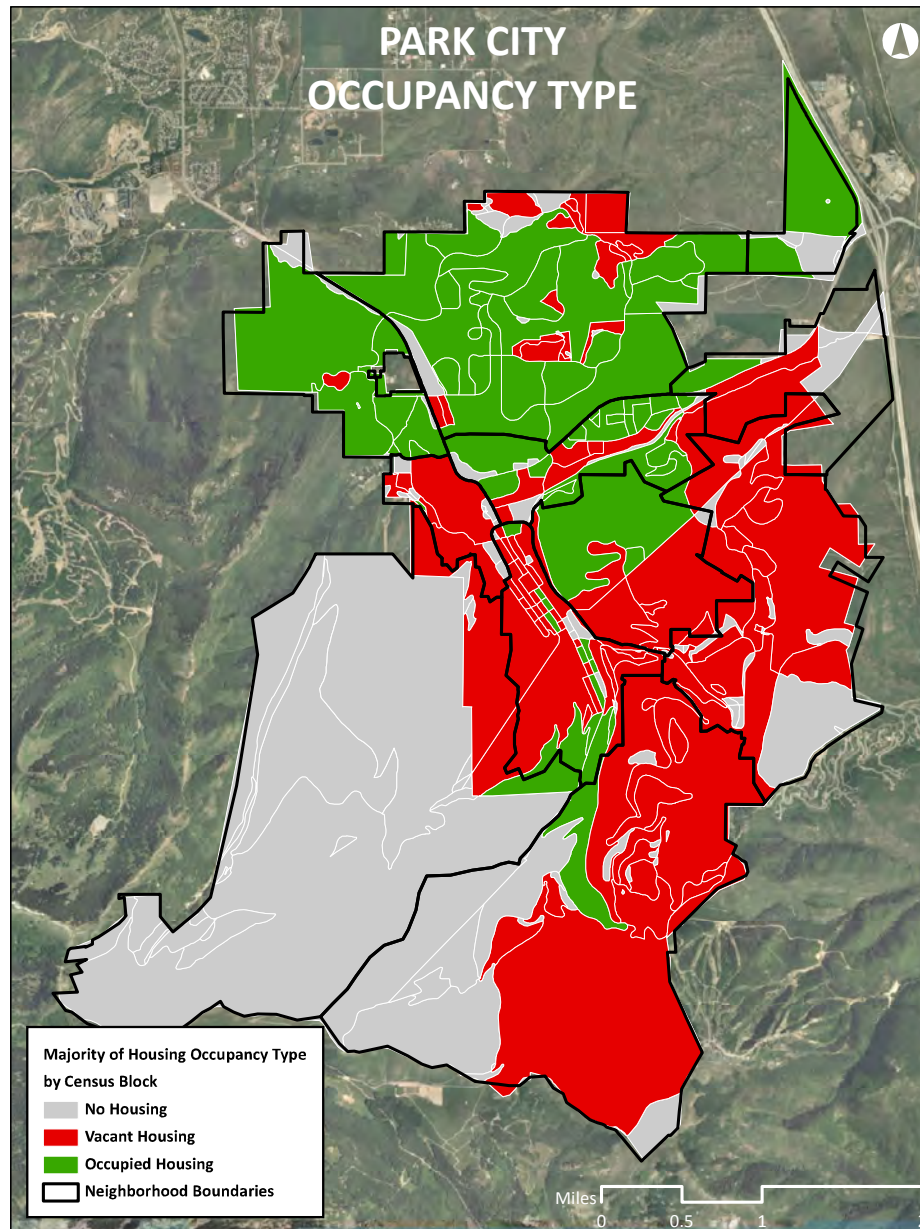 PARK CITY
OCCUPANCY TYPE
Majority of Housing Occupancy Type
by Census Block
No Housing
Vacant Housing
Occupied Housing
Neighborhood Boundaries
Miles
0 0.5 1